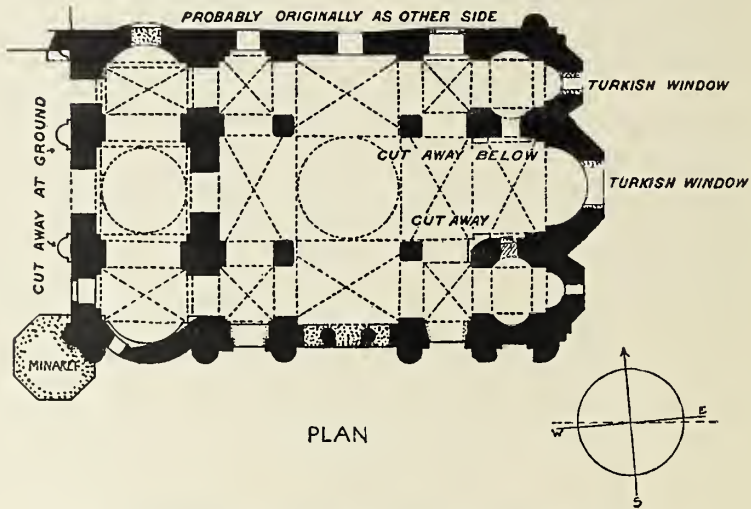 PROBABLY ORIGINALLY AS OTHER SIDE
TURKISH WINDOW
CUT AWAY AT GROUND
CUT AWAY BELOW
TURKISH WINDOW
CUT AWAY
MINARET
PLAN
E
W
S